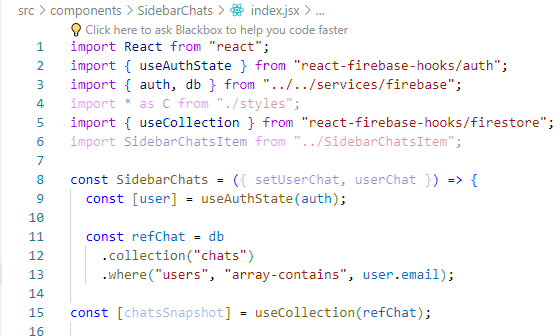 src > components > SidebarChats > index.jsx > ...
Click here to ask Blackbox to help you code faster
1 import React from "react";
2 import { useAuthState } from "react-firebase-hooks/auth";
3 import { auth, db } from "../../services/firebase";
4 import * as C from "./styles";
5 import { useCollection } from "react-firebase-hooks/firestore";
6 import SidebarChatsItem from "../SidebarChatsItem";
7
8 const SidebarChats = ({ setUserChat, userChat }) => {
9 const [user] = useAuthState(auth);
10
11 const refChat = db
12 .collection("chats")
13 .where("users", "array-contains", user.email);
14
15 const [chatsSnapshot] = useCollection(refChat);
16